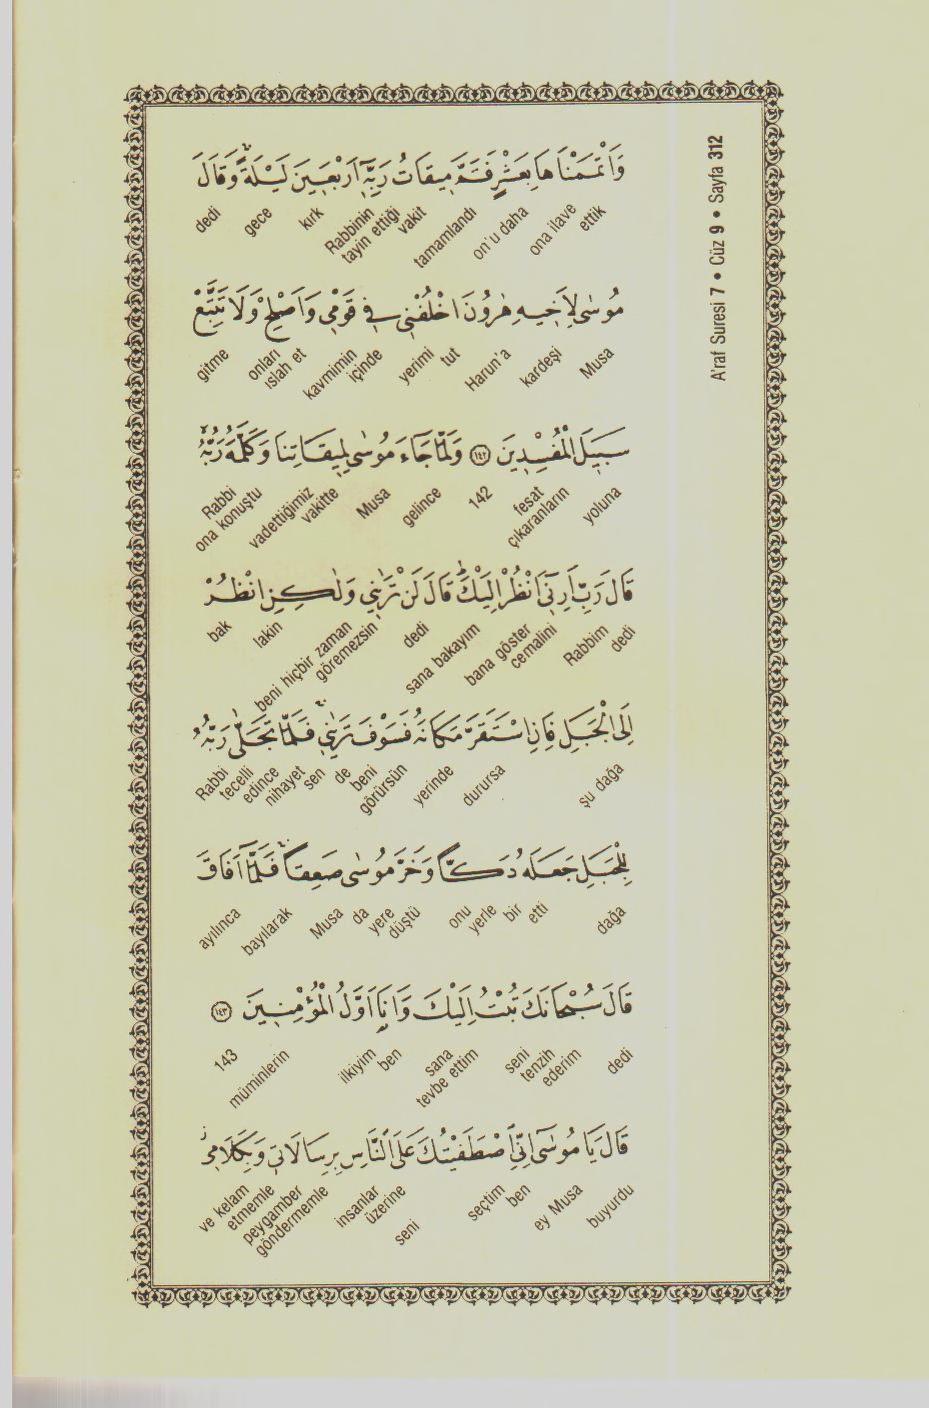 A'raf Suresi 7 • Cüz 9 • Sayfa 312
وَاَتْمَمْنَاهَا بِعَشْرٍ فَتَمَّ مِيقَاتُ رَبِّهِٓ اَرْبَعِينَ لَيْلَةًۚ وَقَالَ
ettik ona ilave on'u daha tamamlandı Rabbinin tayin ettiği vakit kırk gece dedi
مُوسٰى لِاَخِيهِ هٰرُونَ اخْلُفْنِي فِي قَوْمِي وَاَصْلِحْ وَلَا تَتَّبِعْ
Musa kardeşi Harun'a tut yerimi kavmimin içinde onları ıslah et gitme
سَبِيلَ الْمُفْسِدِينَ ﴿١٤٢﴾ وَلَمَّا جَٓاءَ مُوسٰى لِمِيقَاتِنَا وَكَلَّمَهُ رَبُّهُۙ
yoluna fesat çıkaranların 142 gelince Musa vadettiğimiz vakitte Rabbi ona konuştu
قَالَ رَبِّ اَرِنِٓي اَنْظُرْ اِلَيْكَۜ قَالَ لَنْ تَرٰينِي وَلٰكِنِ انْظُرْ
dedi Rabbim bana göster cemalini sana bakayım dedi beni hiçbir zaman göremezsin lakin bak
اِلَى الْجَبَلِ فَاِنِ اسْتَقَرَّ مَكَانَهُ فَسَوْفَ تَرٰينِيۚ فَلَمَّا تَجَلّٰى رَبُّهُ
şu dağa durursa yerinde beni görürsün de sen nihayet tecelli edince Rabbi
لِلْجَبَلِ جَعَلَهُ دَكًّا وَخَرَّ مُوسٰى صَعِقًاۚ فَلَمَّٓا اَفَاقَ
dağa etti bir yerle onu yere düştü da Musa bayılarak ayılınca
قَالَ سُبْحَانَكَ تُبْتُ اِلَيْكَ وَاَنَا۬ اَوَّلُ الْمُؤْمِنِينَ ﴿١٤٣﴾
dedi seni tenzih ederim sana tevbe ettim ben ilkiyim müminlerin 143
قَالَ يَا مُوسٰٓى اِنِّي اصْطَفَيْتُكَ عَلَى النَّاسِ بِرِسَالَاتِي وَبِكَلَامِيۘ
buyurdu ey Musa ben seçtim seni insanlar üzerine peygamber göndermemle ve kelam etmemle